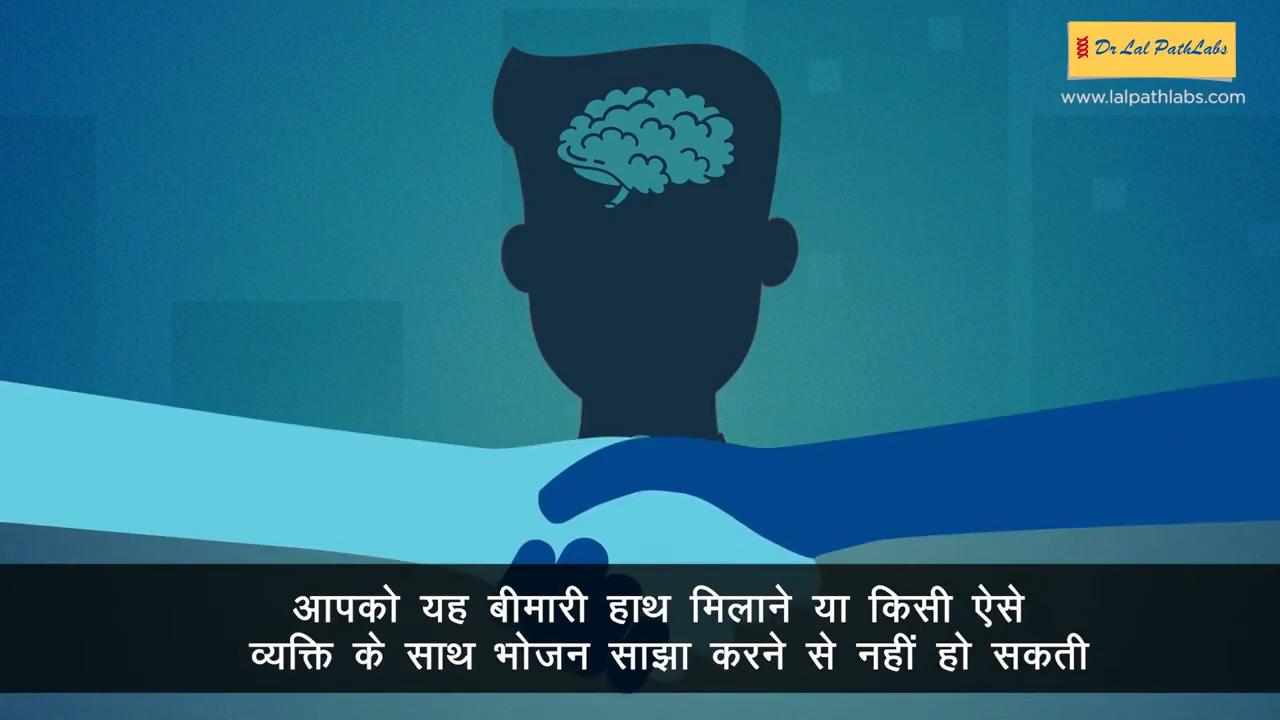 Dr Lal PathLabs
www.lalpathlabs.com
आपको यह बीमारी हाथ मिलाने या किसी ऐसे
व्यक्ति के साथ भोजन साझा करने से नहीं हो सकती